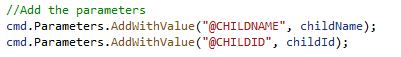 //Add the parameters
cmd.Parameters.AddWithValue("@CHILDNAME", childName);
cmd.Parameters.AddWithValue("@CHILDID", childId);